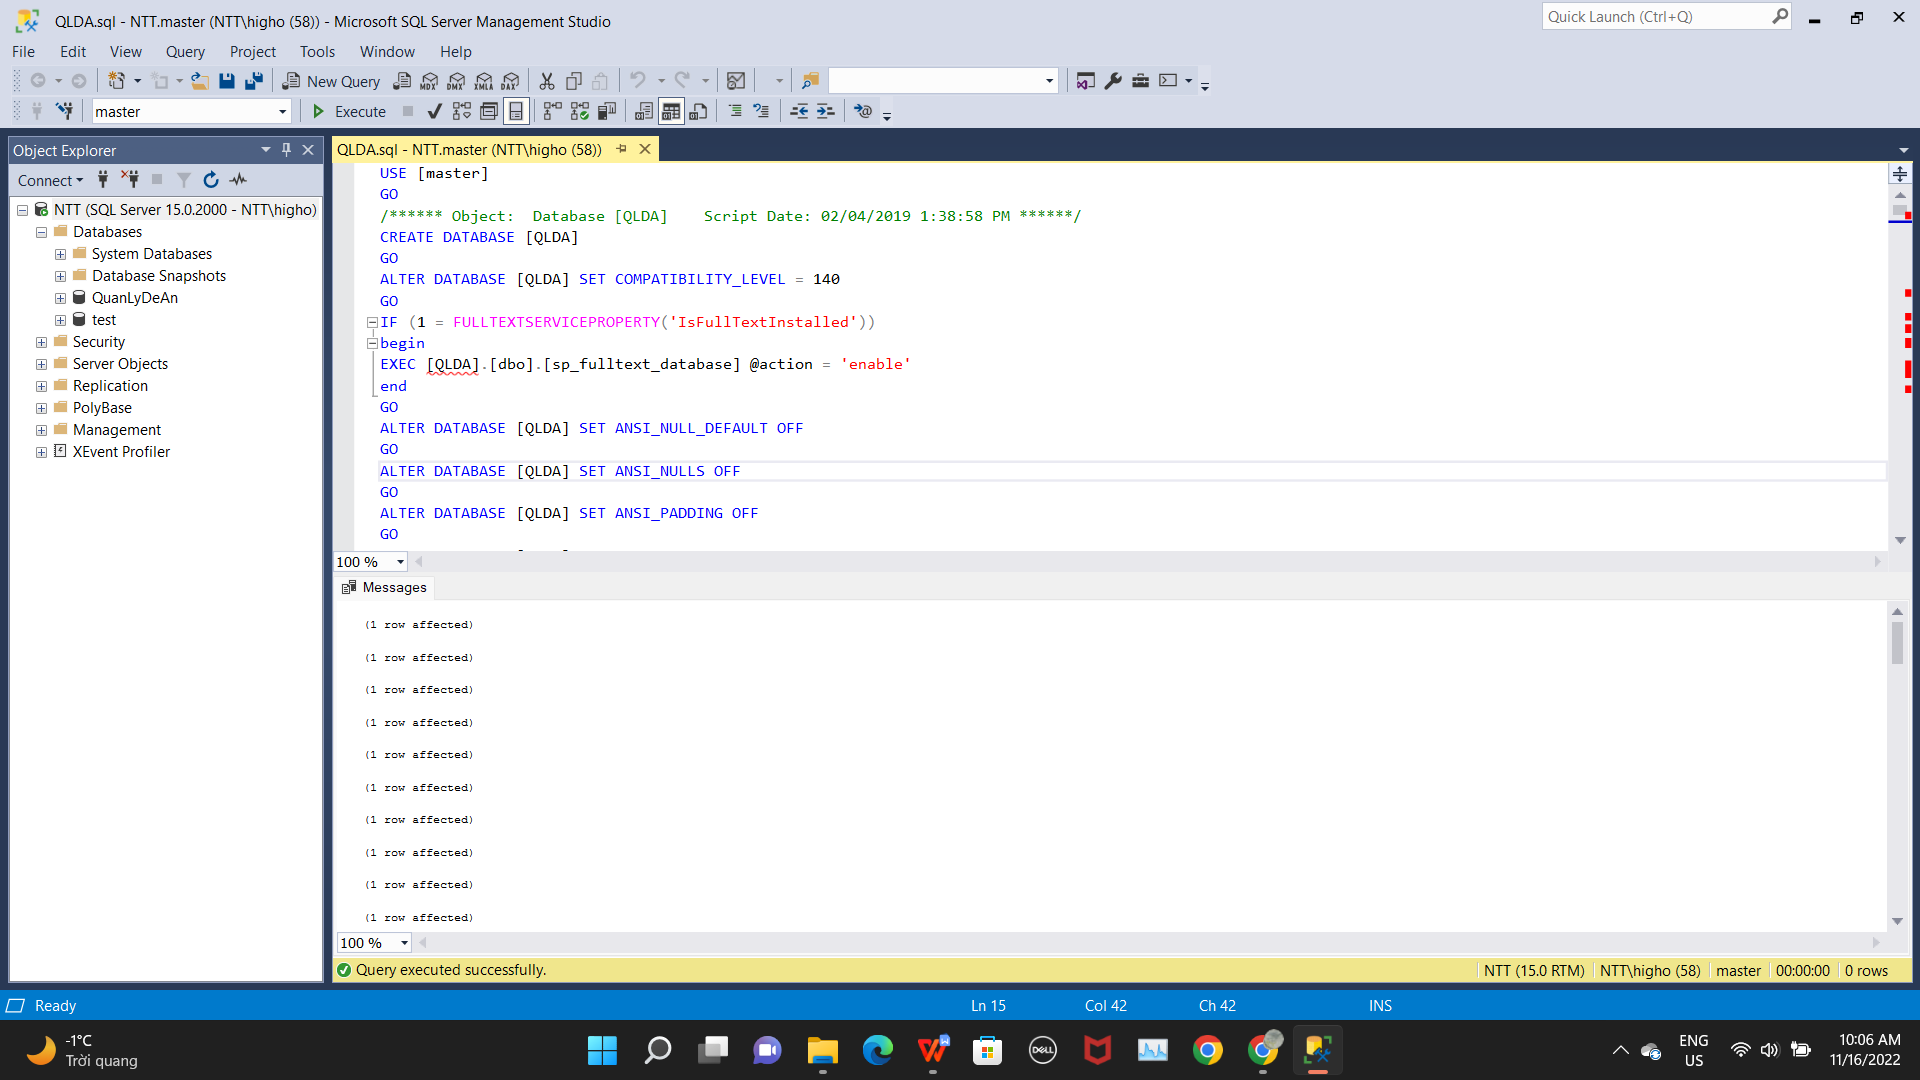 QLDA.sql - NTT.master (NTT\higho (58)) - Microsoft SQL Server Management Studio
Quick Launch (Ctrl+Q)
File Edit View Query Project Tools Window Help
New Query
MDX DMX XMLA DAX
master
Execute
Object Explorer
Connect
NTT (SQL Server 15.0.2000 - NTT\higho)
Databases
System Databases
Database Snapshots
QuanLyDeAn
test
Security
Server Objects
Replication
PolyBase
Management
XEvent Profiler
QLDA.sql - NTT.master (NTT\higho (58))
USE [master]
GO
/****** Object:  Database [QLDA]    Script Date: 02/04/2019 1:38:58 PM ******/
CREATE DATABASE [QLDA]
GO
ALTER DATABASE [QLDA] SET COMPATIBILITY_LEVEL = 140
GO
IF (1 = FULLTEXTSERVICEPROPERTY('IsFullTextInstalled'))
begin
EXEC [QLDA].[dbo].[sp_fulltext_database] @action = 'enable'
end
GO
ALTER DATABASE [QLDA] SET ANSI_NULL_DEFAULT OFF
GO
ALTER DATABASE [QLDA] SET ANSI_NULLS OFF
GO
ALTER DATABASE [QLDA] SET ANSI_PADDING OFF
GO
100 %
Messages
(1 row affected)
(1 row affected)
(1 row affected)
(1 row affected)
(1 row affected)
(1 row affected)
(1 row affected)
(1 row affected)
(1 row affected)
(1 row affected)
100 %
Query executed successfully.
NTT (15.0 RTM) NTT\higho (58) master 00:00:00 0 rows
Ready
Ln 15 Col 42 Ch 42 INS
-1°C
Trời quang
DELL
ENG
US
10:06 AM
11/16/2022